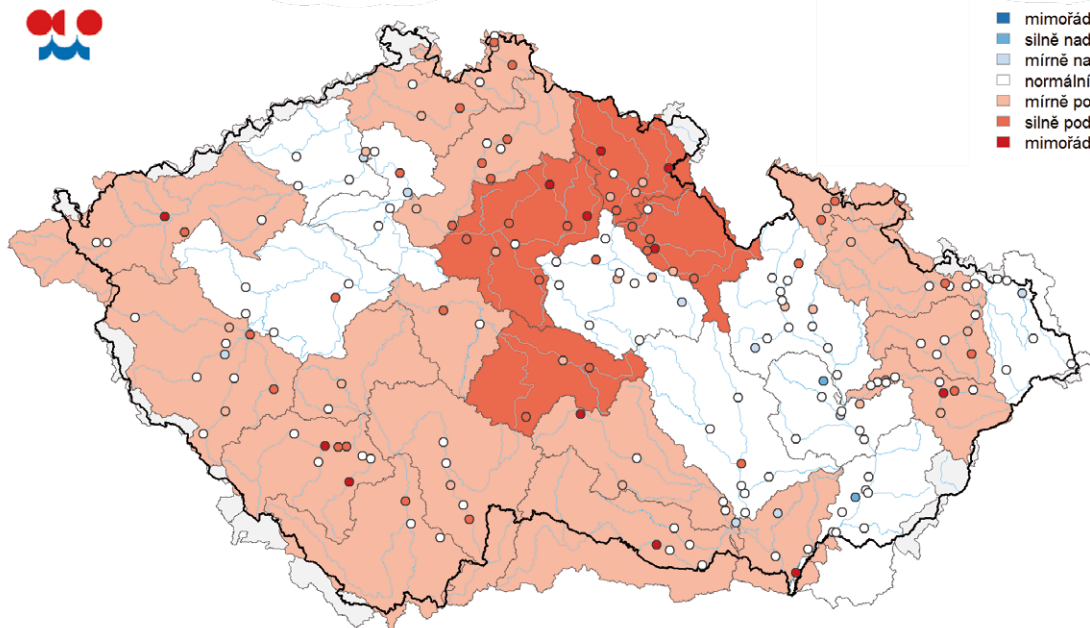 mimořád
silně nad
mírně na
normální
mírně po
silně pod
mimořád